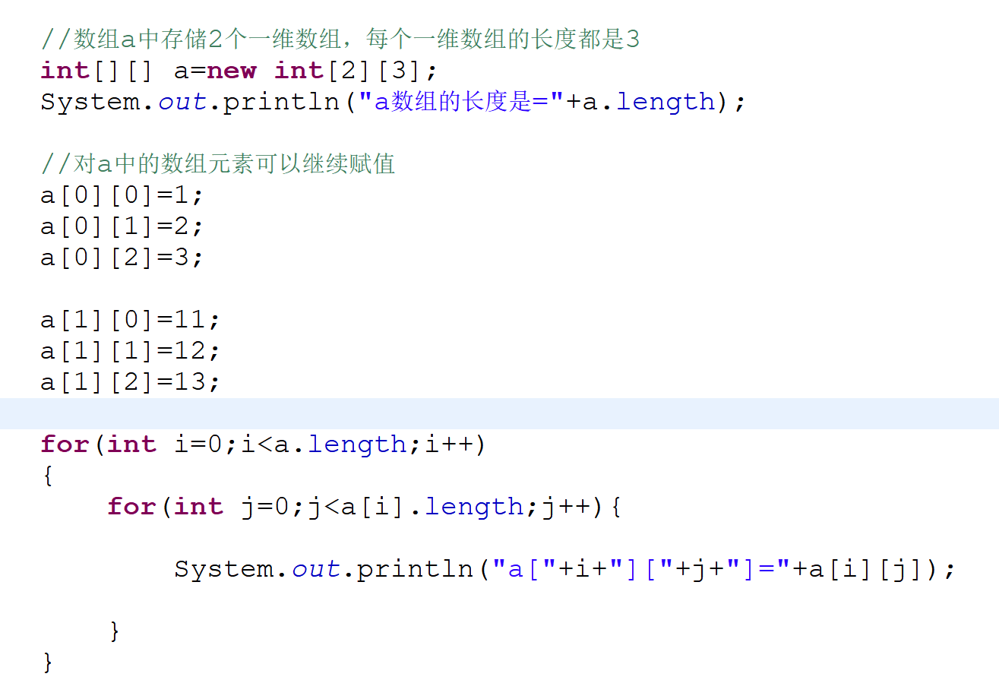 //数组a中存储2个一维数组，每个一维数组的长度都是3
int[][] a=new int[2][3];
System.out.println("a数组的长度是="+a.length);
//对a中的数组元素可以继续赋值
a[0][0]=1;
a[0][1]=2;
a[0][2]=3;
a[1][0]=11;
a[1][1]=12;
a[1][2]=13;
for(int i=0;i<a.length;i++)
{
for(int j=0;j<a[i].length;j++){
System.out.println("a["+i+"]["+j+"]="+a[i][j]);
}
}